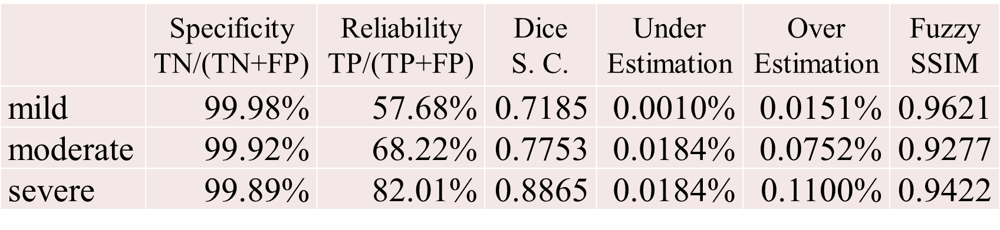 Specificity Reliability Dice Under Over Fuzzy
TN/(TN+FP) TP/(TP+FP) S. C. Estimation Estimation SSIM
mild 99.98% 57.68% 0.7185 0.0010% 0.0151% 0.9621
moderate 99.92% 68.22% 0.7753 0.0184% 0.0752% 0.9277
severe 99.89% 82.01% 0.8865 0.0184% 0.1100% 0.9422